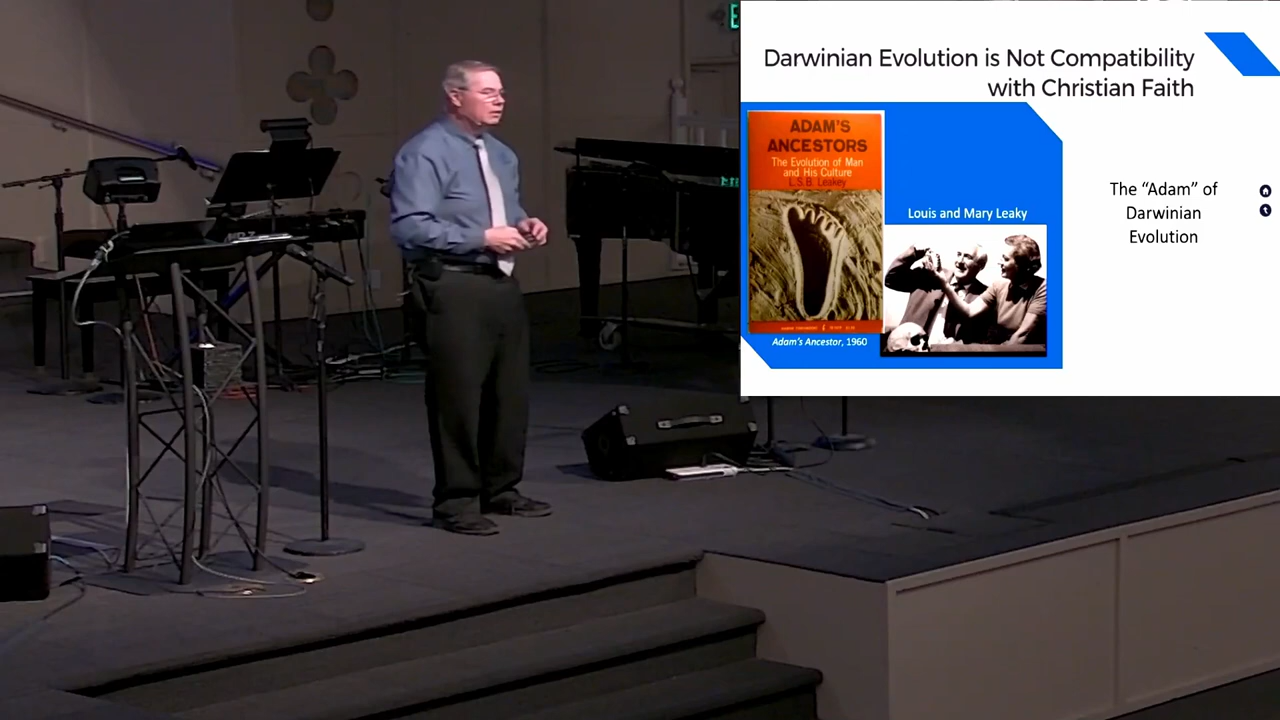 Darwinian Evolution is Not Compatibility
with Christian Faith
ADAM'S
ANCESTORS
The Evolution of Man
and His Culture
L.S.B. Leakey
Adam's Ancestor, 1960
Louis and Mary Leaky
The “Adam” of
Darwinian
Evolution